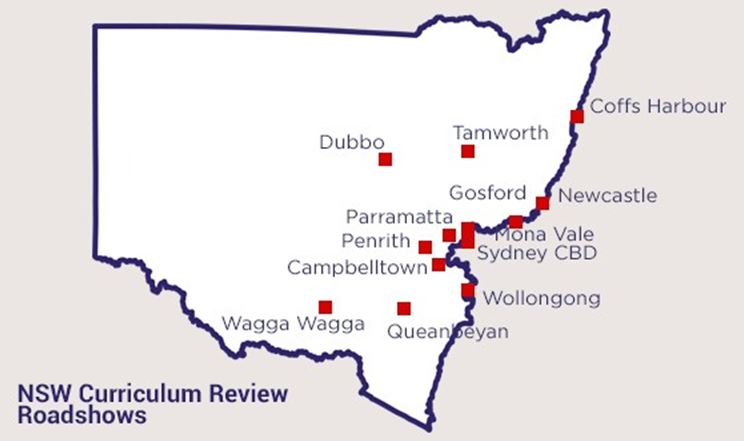 Coffs Harbour
Tamworth
Dubbo
Gosford
Newcastle
Parramatta
Mona Vale
Penrith
Sydney CBD
Campbelltown
Wollongong
Wagga Wagga
Queanbeyan
NSW Curriculum Review
Roadshows